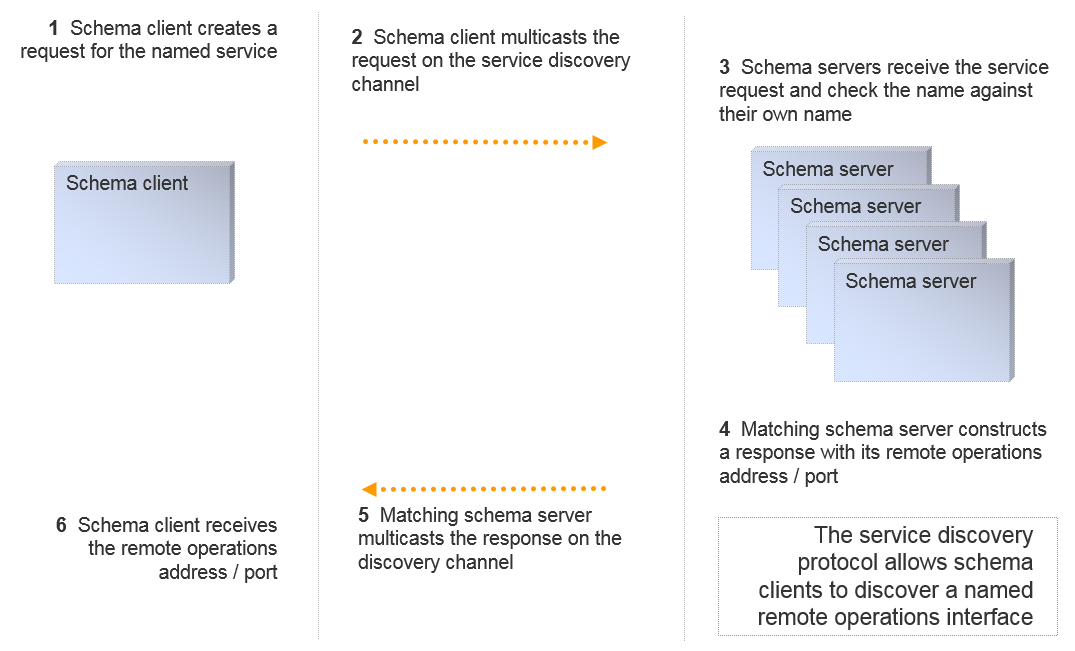 1 Schema client creates a
request for the named service
2 Schema client multicasts the
request on the service discovery
channel
3 Schema servers receive the service
request and check the name against
their own name
Schema client
Schema server
Schema server
Schema server
Schema server
4 Matching schema server constructs
a response with its remote operations
address / port
5 Matching schema server
multicasts the response on the
discovery channel
6 Schema client receives
the remote operations
address / port
The service discovery
protocol allows schema
clients to discover a named
remote operations interface